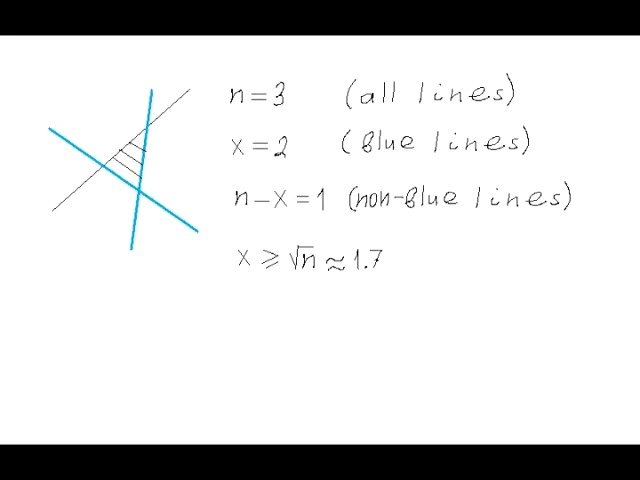 n = 3 (all lines)
x = 2 (blue lines)
n - x = 1 (non-blue lines)
x ⩾ √n ≈ 1.7